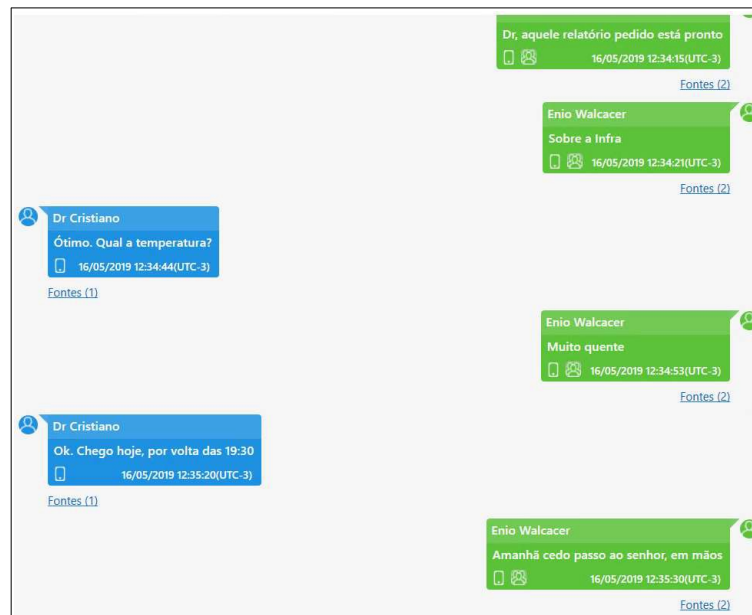 Dr, aquele relatório pedido está pronto
16/05/2019 12:34:15(UTC-3)
Fontes (2)
Enio Walcacer
Sobre a Infra
16/05/2019 12:34:21(UTC-3)
Fontes (2)
Dr Cristiano
Ótimo. Qual a temperatura?
16/05/2019 12:34:44(UTC-3)
Fontes (1)
Enio Walcacer
Muito quente
16/05/2019 12:34:53(UTC-3)
Fontes (2)
Dr Cristiano
Ok. Chego hoje, por volta das 19:30
16/05/2019 12:35:20(UTC-3)
Fontes (1)
Enio Walcacer
Amanhã cedo passo ao senhor, em mãos
16/05/2019 12:35:30(UTC-3)
Fontes (2)